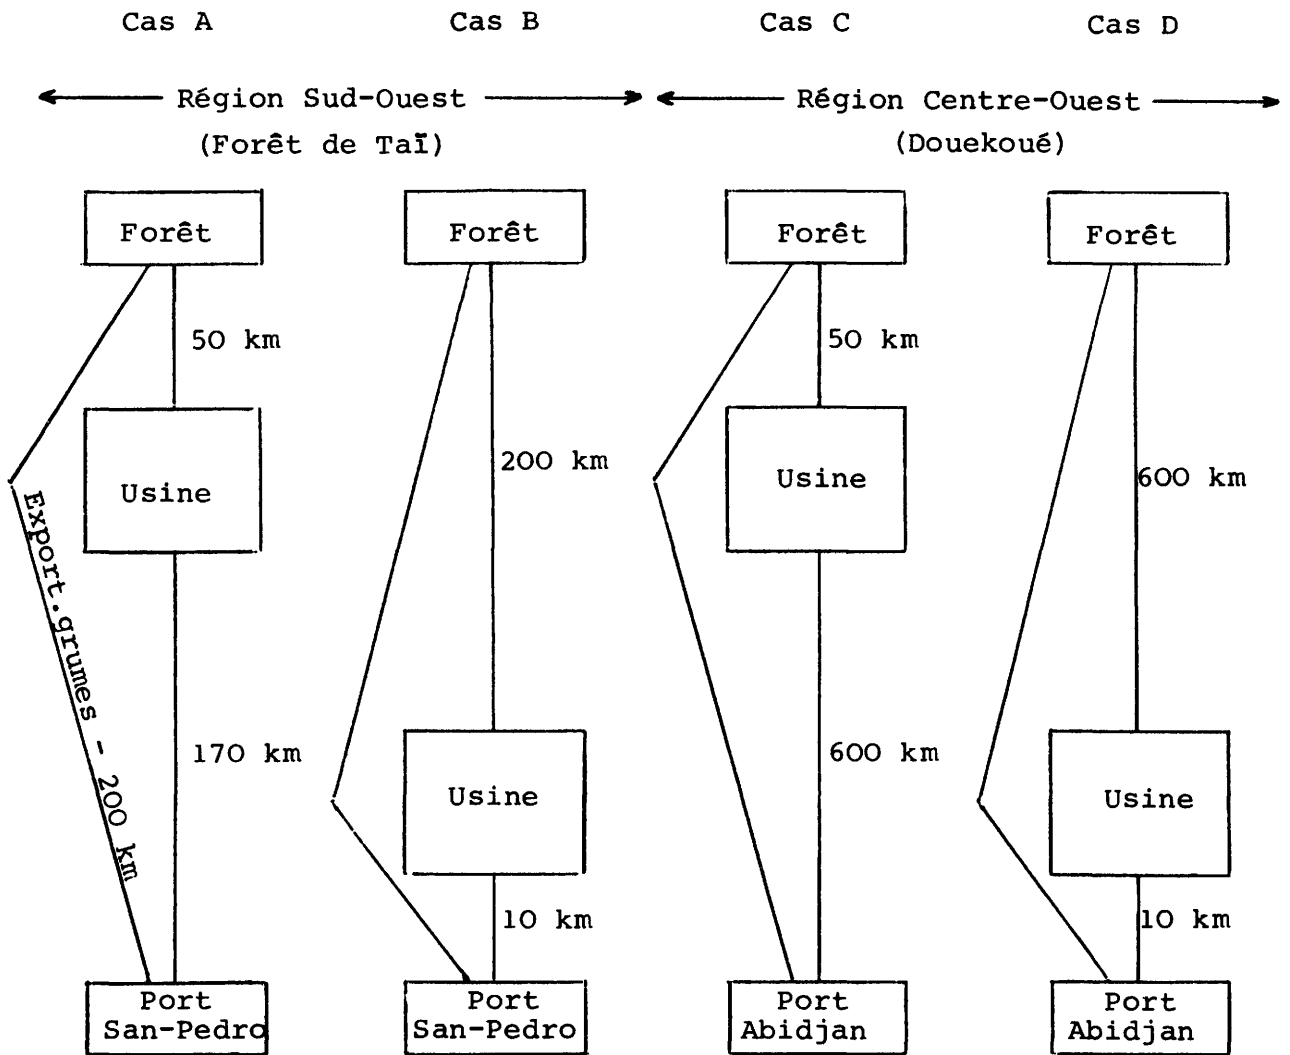 Cas A
Cas B
Cas C
Cas D
Région Sud-Ouest
(Forêt de Taï)
Région Centre-Ouest
(Douekoué)
Forêt
Forêt
Forêt
Forêt
50 km
50 km
200 km
600 km
Usine
Usine
Export.grumes - 200 km
170 km
600 km
Usine
Usine
10 km
10 km
Port
San-Pedro
Port
San-Pedro
Port
Abidjan
Port
Abidjan